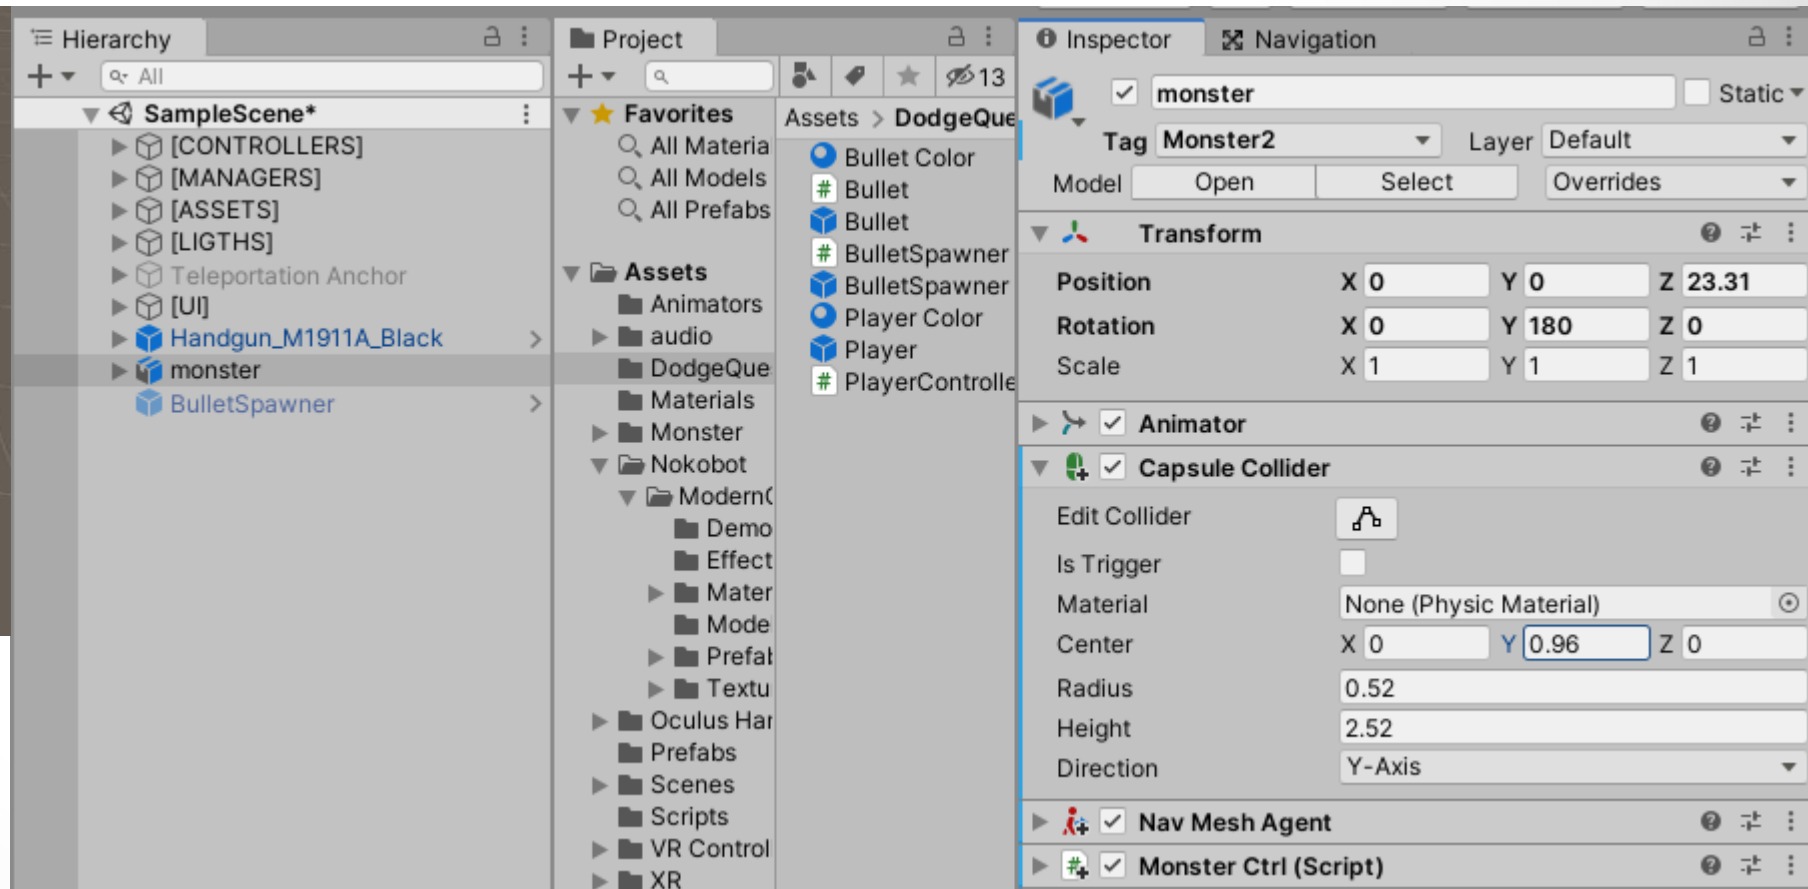 Hierarchy
All
SampleScene*
[CONTROLLERS]
[MANAGERS]
[ASSETS]
[LIGTHS]
Teleportation Anchor
[UI]
Handgun_M1911A_Black
monster
BulletSpawner
Project
13
Favorites
All Materia
All Models
All Prefabs
Assets
Animators
audio
DodgeQue
Materials
Monster
Nokobot
Modern
Demo
Effect
Mater
Mode
Prefab
Textu
Oculus Har
Prefabs
Scenes
Scripts
VR Control
XR
Assets > DodgeQue
Bullet Color
Bullet
Bullet
BulletSpawner
BulletSpawner
Player Color
Player
PlayerControlle
Inspector
Navigation
monster
Static
Tag Monster2 Layer Default
Model Open Select Overrides
Transform
Position X 0 Y 0 Z 23.31
Rotation X 0 Y 180 Z 0
Scale X 1 Y 1 Z 1
Animator
Capsule Collider
Edit Collider
Is Trigger
Material None (Physic Material)
Center X 0 Y 0.96 Z 0
Radius 0.52
Height 2.52
Direction Y-Axis
Nav Mesh Agent
Monster Ctrl (Script)